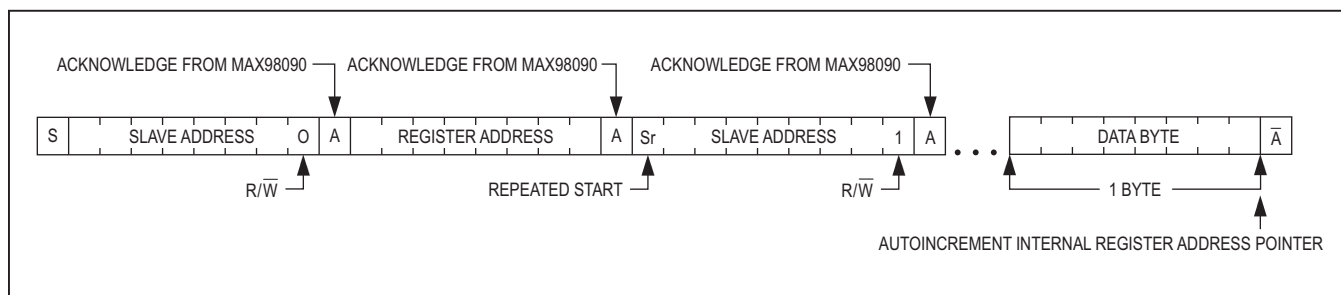 ACKNOWLEDGE FROM MAX98090 ACKNOWLEDGE FROM MAX98090 ACKNOWLEDGE FROM MAX98090
S SLAVE ADDRESS O A REGISTER ADDRESS A Sr SLAVE ADDRESS 1 A ... DATA BYTE A̅
R/W̅ REPEATED START R/W̅ 1 BYTE
AUTOINCREMENT INTERNAL REGISTER ADDRESS POINTER